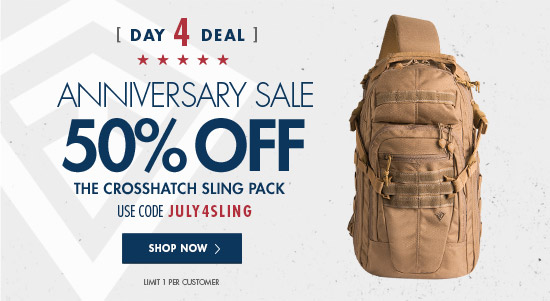 [ DAY 4 DEAL ]
★ ★ ★ ★ ★
ANNIVERSARY SALE
50% OFF
THE CROSSHATCH SLING PACK
USE CODE JULY4SLING
SHOP NOW >
LIMIT 1 PER CUSTOMER